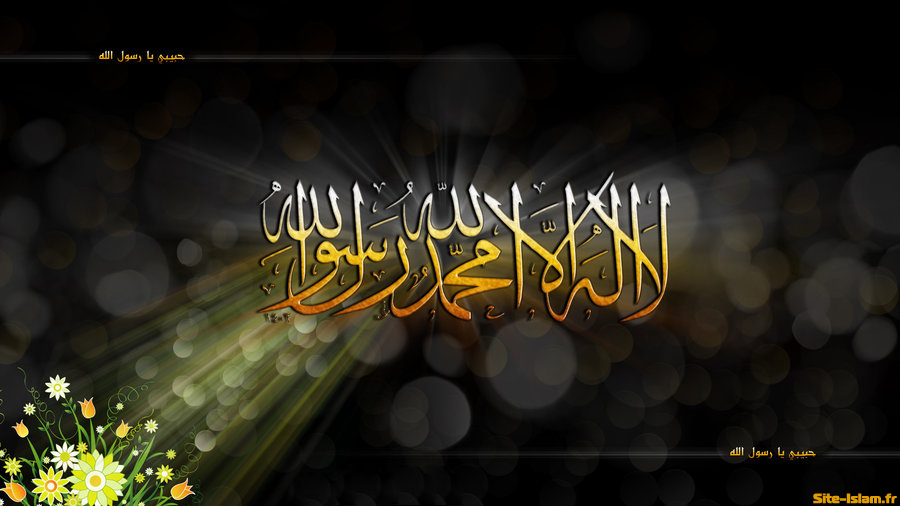 حبيبي يا رسول الله
لا إله إلا الله محمد رسول الله
حبيبي يا رسول الله
Site-Islam.fr